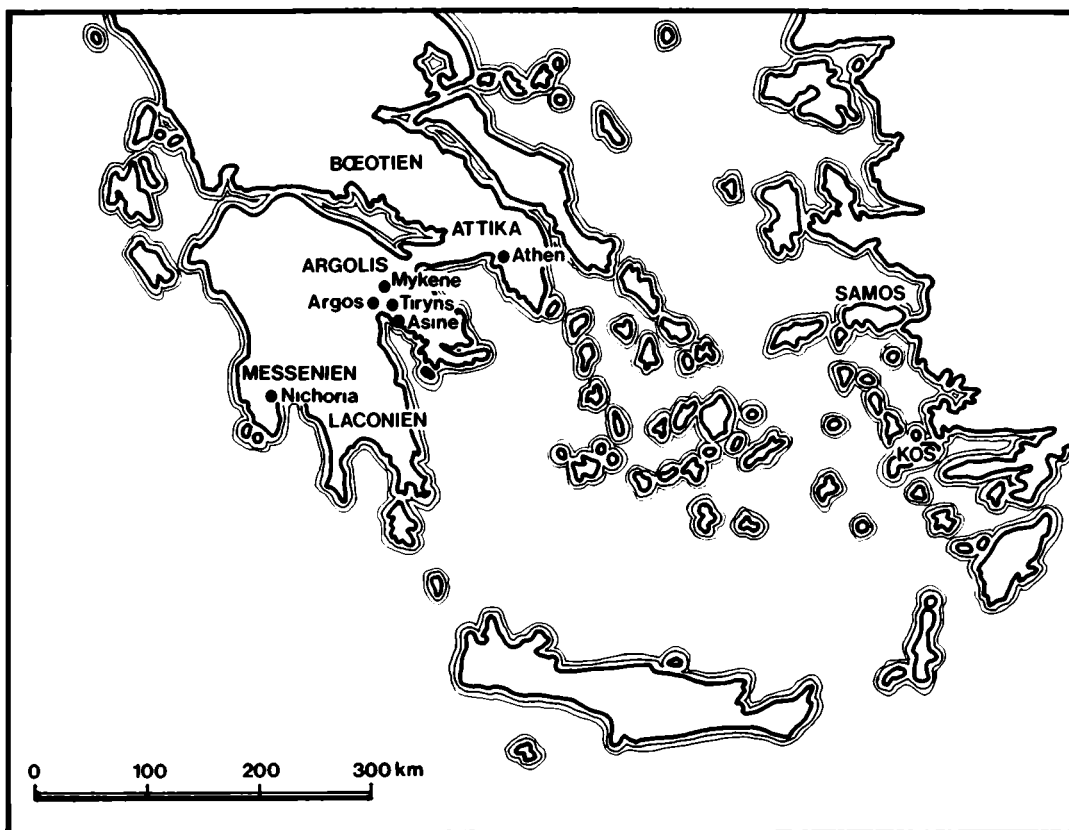 BŒOTIEN
ATTIKA
Athen
ARGOLIS
Mykene
Argos
Tiryns
Asine
SAMOS
MESSENIEN
Nichoria
LACONIEN
KOS
0 100 200 300 km